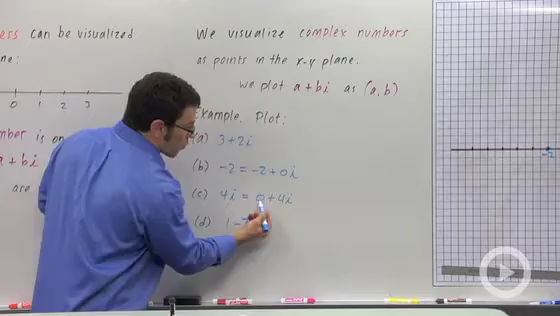 ess can be visualized
ne:
0 1 2 3
mber is on
a + bi
are
We visualize complex numbers
as points in the x-y plane.
we plot a+bi as (a,b)
Example. Plot:
(a) 3+2i
(b) -2 = -2+0i
(c) 4i = 0+4i
(d) 1-